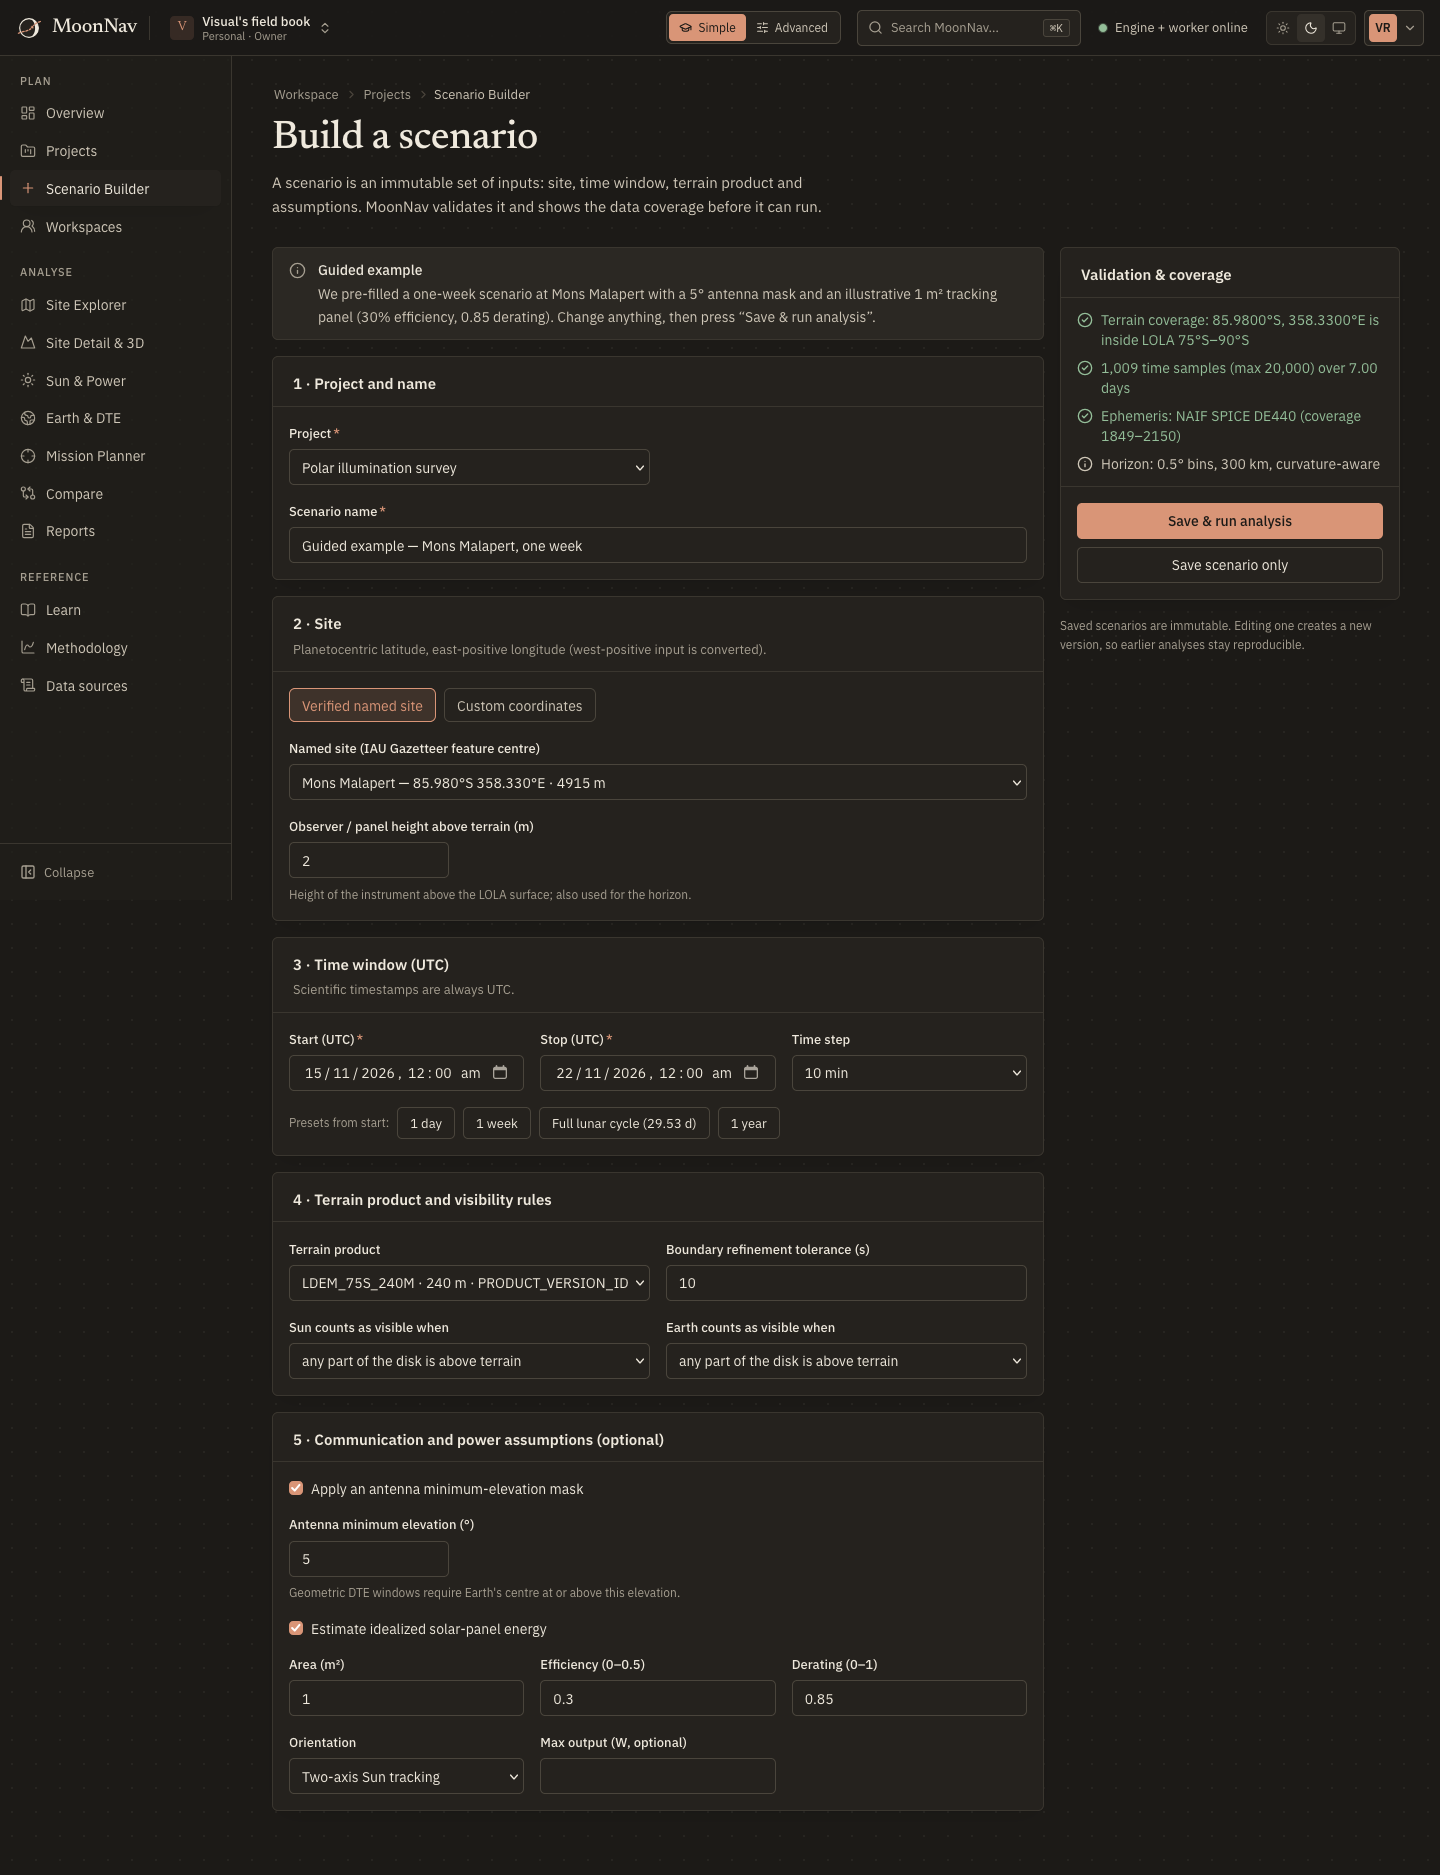 MoonNav
V
Visual's field book
Personal · Owner
Simple
Advanced
Search MoonNav...
⌘K
Engine + worker online
VR
PLAN
Overview
Projects
Scenario Builder
Workspaces
ANALYSE
Site Explorer
Site Detail & 3D
Sun & Power
Earth & DTE
Mission Planner
Compare
Reports
REFERENCE
Learn
Methodology
Data sources
Collapse
Workspace > Projects > Scenario Builder
Build a scenario
A scenario is an immutable set of inputs: site, time window, terrain product and
assumptions. MoonNav validates it and shows the data coverage before it can run.
Guided example
We pre-filled a one-week scenario at Mons Malapert with a 5° antenna mask and an illustrative 1 m² tracking
panel (30% efficiency, 0.85 derating). Change anything, then press “Save & run analysis”.
1 · Project and name
Project *
Polar illumination survey
Scenario name *
Guided example — Mons Malapert, one week
2 · Site
Planetocentric latitude, east-positive longitude (west-positive input is converted).
Verified named site
Custom coordinates
Named site (IAU Gazetteer feature centre)
Mons Malapert — 85.980°S 358.330°E · 4915 m
Observer / panel height above terrain (m)
2
Height of the instrument above the LOLA surface; also used for the horizon.
3 · Time window (UTC)
Scientific timestamps are always UTC.
Start (UTC) *
Stop (UTC) *
Time step
15/11/2026, 12:00 am
22/11/2026, 12:00 am
10 min
Presets from start:
1 day
1 week
Full lunar cycle (29.53 d)
1 year
4 · Terrain product and visibility rules
Terrain product
Boundary refinement tolerance (s)
LDEM_75S_240M · 240 m · PRODUCT_VERSION_ID
10
Sun counts as visible when
Earth counts as visible when
any part of the disk is above terrain
any part of the disk is above terrain
5 · Communication and power assumptions (optional)
Apply an antenna minimum-elevation mask
Antenna minimum elevation (°)
5
Geometric DTE windows require Earth's centre at or above this elevation.
Estimate idealized solar-panel energy
Area (m²)
Efficiency (0–0.5)
Derating (0–1)
1
0.3
0.85
Orientation
Max output (W, optional)
Two-axis Sun tracking
Validation & coverage
Terrain coverage: 85.9800°S, 358.3300°E is
inside LOLA 75°S–90°S
1,009 time samples (max 20,000) over 7.00
days
Ephemeris: NAIF SPICE DE440 (coverage
1849–2150)
Horizon: 0.5° bins, 300 km, curvature-aware
Save & run analysis
Save scenario only
Saved scenarios are immutable. Editing one creates a new
version, so earlier analyses stay reproducible.